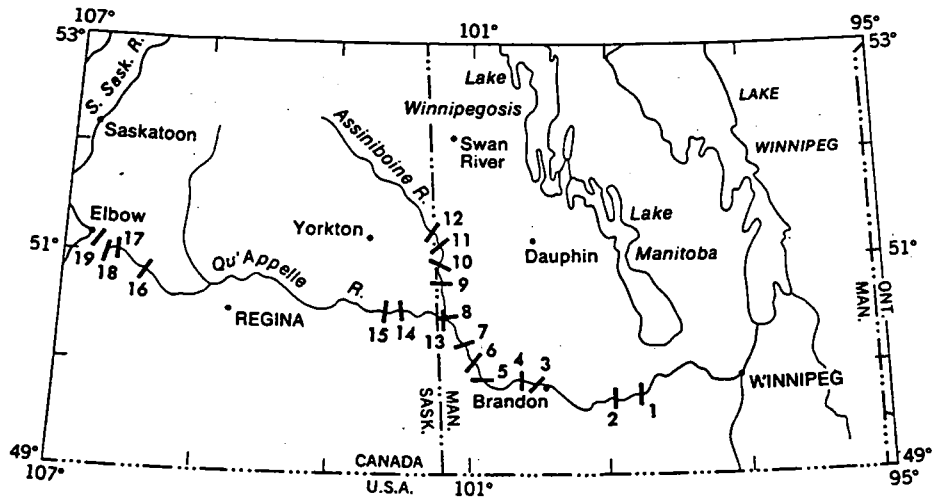 107°
101°
95°
53°
53°
S. Sask. R.
Saskatoon
Assiniboine R.
Lake
Winnipegosis
Swan
River
LAKE
WINNIPEG
Elbow
17
51°
19
18
16
Yorkton
12
11
10
9
Dauphin
Lake
Manitoba
51°
Qu'Appelle
R.
REGINA
15
14
13
8
7
6
5
4
3
Brandon
2
1
WINNIPEG
MAN.
ONT.
SASK.
MAN.
49°
107°
CANADA
U.S.A.
101°
49°
95°